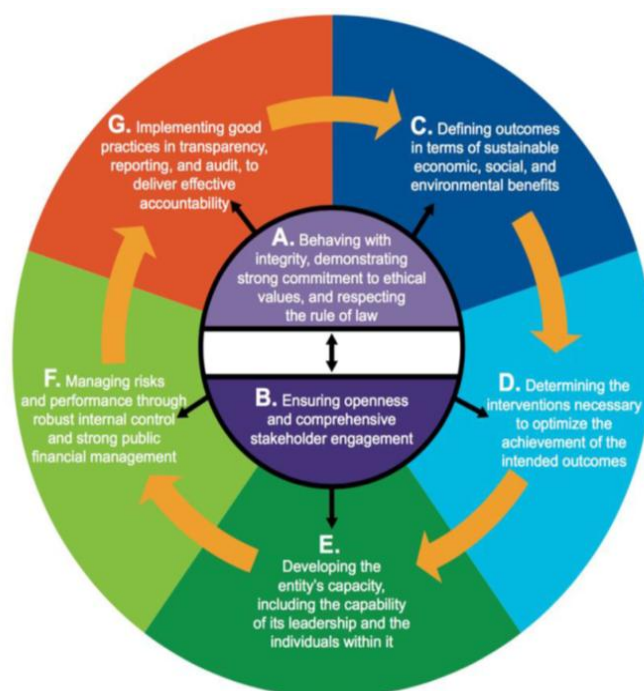 G. Implementing good
practices in transparency,
reporting, and audit, to
deliver effective
accountability
C. Defining outcomes
in terms of sustainable
economic, social, and
environmental benefits
A. Behaving with
integrity, demonstrating
strong commitment to ethical
values, and respecting
the rule of law
B. Ensuring openness
and comprehensive
stakeholder engagement
D. Determining the
interventions necessary
to optimize the
achievement of the
intended outcomes
E.
Developing the
entity's capacity,
including the capability
of its leadership and the
individuals within it
F. Managing risks
and performance through
robust internal control
and strong public
financial management